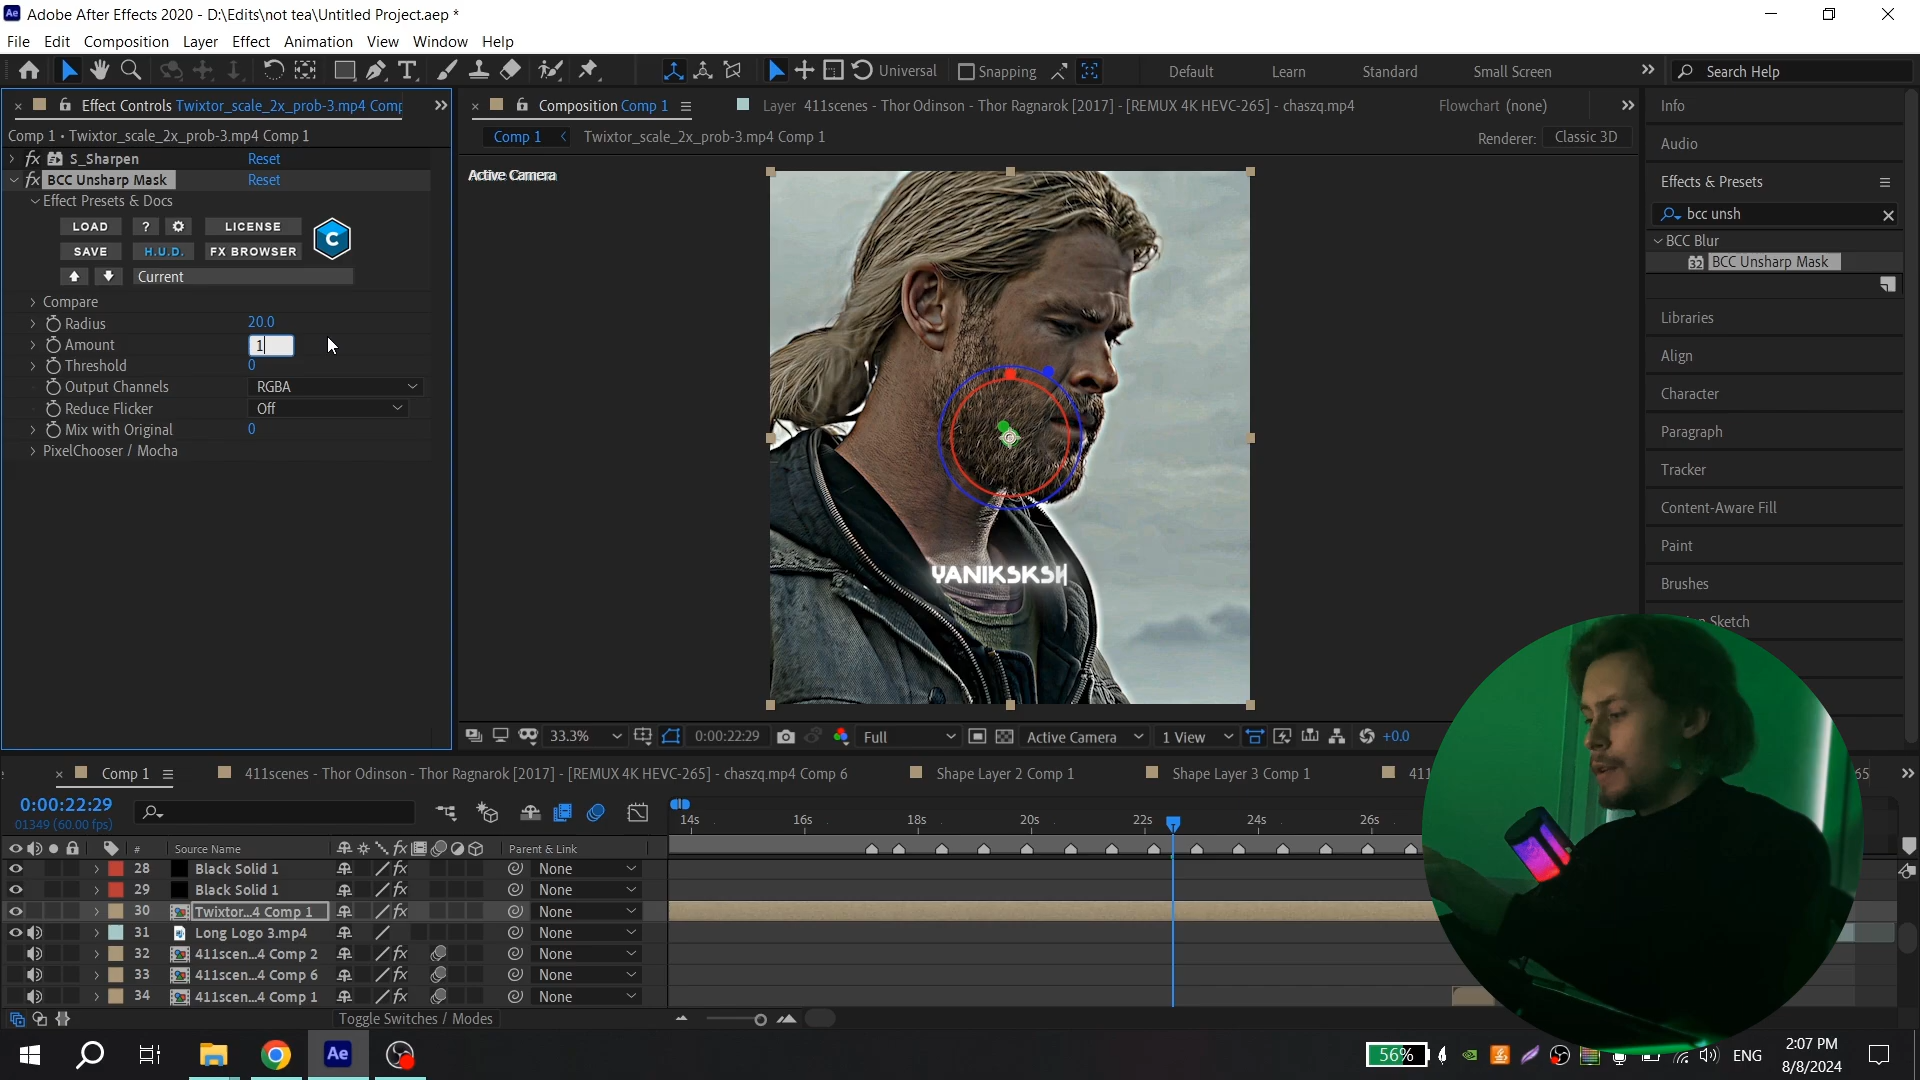 Adobe After Effects 2020 - D:\Edits\not tea\Untitled Project.aep *
File Edit Composition Layer Effect Animation View Window Help
Universal Snapping Default Learn Standard Small Screen Search Help
Effect Controls Twixtor_scale_2x_prob-3.mp4 Comp
Composition Comp 1
Layer 411scenes - Thor Odinson - Thor Ragnarok [2017] - [REMUX 4K HEVC-265] - chaszq.mp4
Flowchart (none)
Comp 1 • Twixtor_scale_2x_prob-3.mp4 Comp 1
Comp 1 Twixtor_scale_2x_prob-3.mp4 Comp 1
Renderer: Classic 3D
fx S_Sharpen Reset
fx BCC Unsharp Mask Reset
Effect Presets & Docs
LOAD ? LICENSE
SAVE H.U.D. FX BROWSER
C
Current
Compare
Radius 20.0
Amount 1
Threshold 0
Output Channels RGBA
Reduce Flicker Off
Mix with Original 0
PixelChooser / Mocha
Active Camera
YANIKSKSH
33.3% 0:00:22:29 Full Active Camera 1 View +0.0
Info
Audio
Effects & Presets
bcc unsh
BCC Blur
32 BCC Unsharp Mask
Libraries
Align
Character
Paragraph
Tracker
Content-Aware Fill
Paint
Brushes
Sketch
Comp 1
411scenes - Thor Odinson - Thor Ragnarok [2017] - [REMUX 4K HEVC-265] - chaszq.mp4 Comp 6
Shape Layer 2 Comp 1
Shape Layer 3 Comp 1
0:00:22:29
01349 (60.00 fps)
14s 16s 18s 20s 22s 24s 26s
# Source Name fx Parent & Link
28 Black Solid 1 fx None
29 Black Solid 1 fx None
30 Twixtor...4 Comp 1 fx None
31 Long Logo 3.mp4 None
32 411scen...4 Comp 2 fx None
33 411scen...4 Comp 6 fx None
34 411scen...4 Comp 1 fx None
Toggle Switches / Modes
Ae
56% ENG 2:07 PM
8/8/2024